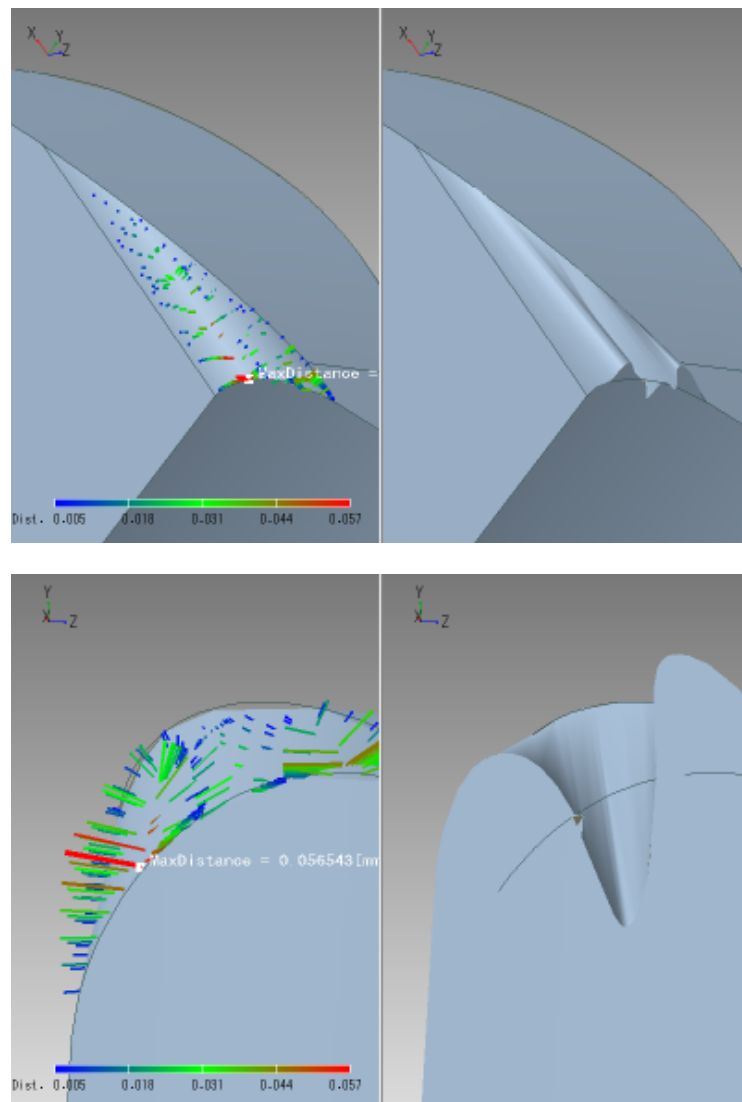 X Y Z
X Y Z
MaxDistance =
Dist. 0.005 0.018 0.031 0.044 0.057
Y X Z
Y X Z
MaxDistance = 0.056543[mm
Dist. 0.005 0.018 0.031 0.044 0.057